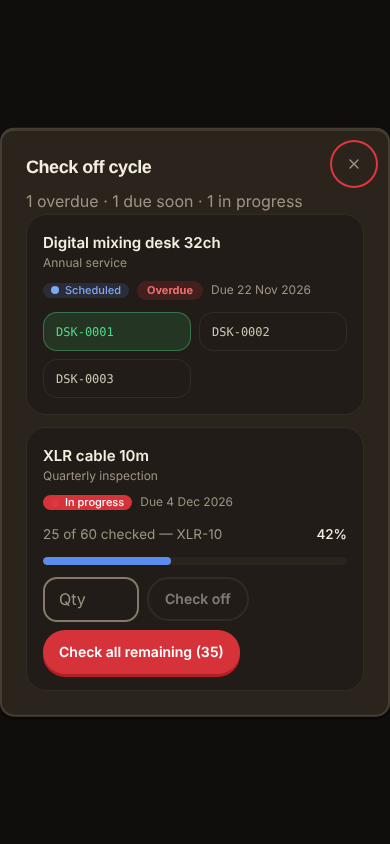 Check off cycle
1 overdue · 1 due soon · 1 in progress
Digital mixing desk 32ch
Annual service
Scheduled Overdue Due 22 Nov 2026
DSK-0001 DSK-0002
DSK-0003
XLR cable 10m
Quarterly inspection
In progress Due 4 Dec 2026
25 of 60 checked — XLR-10 42%
Qty Check off
Check all remaining (35)